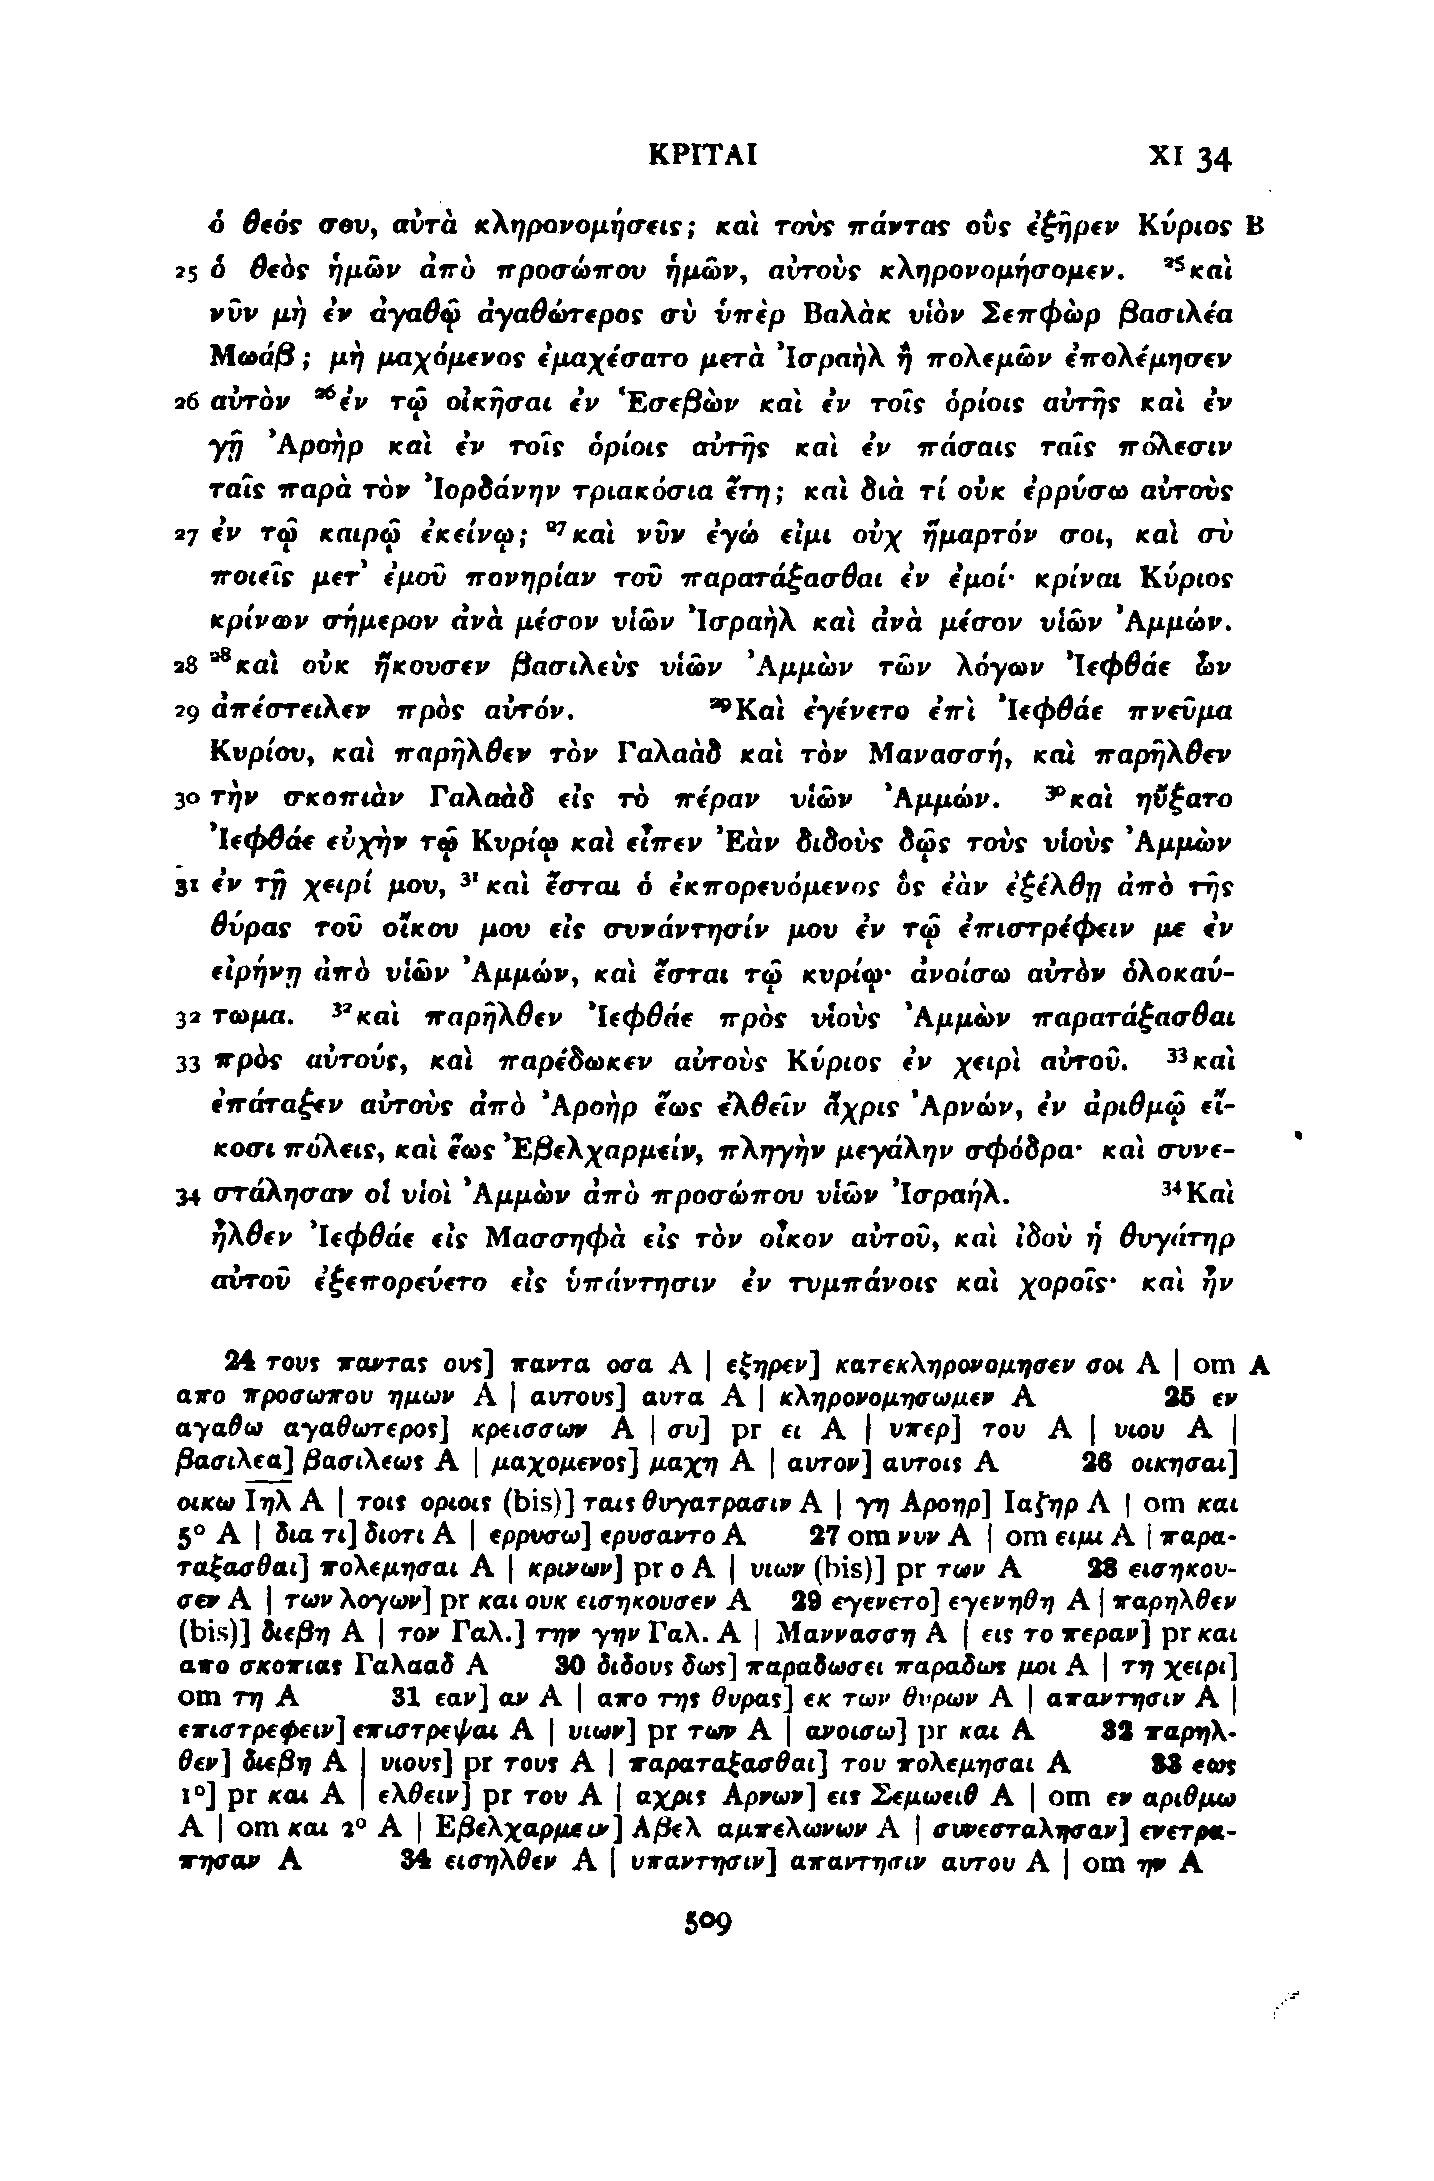 ΚΡΙΤΑΙ XI 34
ὁ θεός σου, αὐτὰ κληρονομήσεις; καὶ τοὺς πάντας οὓς ἐξῆρεν Κύριος B
25 ὁ θεὸς ἡμῶν ἀπὸ προσώπου ἡμῶν, αὐτοὺς κληρονομήσομεν. ²⁵καὶ
νῦν μὴ ἐν ἀγαθῷ ἀγαθώτερος σὺ ὑπὲρ Βαλὰκ υἱὸν Σεπφὼρ βασιλέα
Μωάβ; μὴ μαχόμενος ἐμαχέσατο μετὰ Ἰσραὴλ ἢ πολεμῶν ἐπολέμησεν
26 αὐτὸν ²⁶ἐν τῷ οἰκῆσαι ἐν Ἑσεβὼν καὶ ἐν τοῖς ὁρίοις αὐτῆς καὶ ἐν
γῇ Ἀροὴρ καὶ ἐν τοῖς ὁρίοις αὐτῆς καὶ ἐν πάσαις ταῖς πόλεσιν
ταῖς παρὰ τὸν Ἰορδάνην τριακόσια ἔτη; καὶ διὰ τί οὐκ ἐρρύσω αὐτοὺς
27 ἐν τῷ καιρῷ ἐκείνῳ; ²⁷καὶ νῦν ἐγώ εἰμι οὐχ ἥμαρτόν σοι, καὶ σὺ
ποιεῖς μετ᾽ ἐμοῦ πονηρίαν τοῦ παρατάξασθαι ἐν ἐμοί· κρίναι Κύριος
κρίνων σήμερον ἀνὰ μέσον υἱῶν Ἰσραὴλ καὶ ἀνὰ μέσον υἱῶν Ἀμμών.
28 ²⁸καὶ οὐκ ἤκουσεν βασιλεὺς υἱῶν Ἀμμὼν τῶν λόγων Ἰεφθάε ὧν
29 ἀπέστειλεν πρὸς αὐτόν. ²⁹Καὶ ἐγένετο ἐπὶ Ἰεφθάε πνεῦμα
Κυρίου, καὶ παρῆλθεν τὸν Γαλαὰδ καὶ τὸν Μανασσή, καὶ παρῆλθεν
30 τὴν σκοπιὰν Γαλαὰδ εἰς τὸ πέραν υἱῶν Ἀμμών. ³⁰καὶ ηὔξατο
Ἰεφθάε εὐχὴν τῷ Κυρίῳ καὶ εἶπεν Ἐὰν διδοὺς δῷς τοὺς υἱοὺς Ἀμμὼν
31 ἐν τῇ χειρί μου, ³¹καὶ ἔσται ὁ ἐκπορευόμενος ὃς ἐὰν ἐξέλθῃ ἀπὸ τῆς
θύρας τοῦ οἴκου μου εἰς συνάντησίν μου ἐν τῷ ἐπιστρέφειν με ἐν
εἰρήνῃ ἀπὸ υἱῶν Ἀμμών, καὶ ἔσται τῷ κυρίῳ· ἀνοίσω αὐτὸν ὁλοκαύ-
32 τωμα. ³²καὶ παρῆλθεν Ἰεφθάε πρὸς υἱοὺς Ἀμμὼν παρατάξασθαι
33 πρὸς αὐτούς, καὶ παρέδωκεν αὐτοὺς Κύριος ἐν χειρὶ αὐτοῦ. ³³καὶ
ἐπάταξεν αὐτοὺς ἀπὸ Ἀροὴρ ἕως ἐλθεῖν ἄχρις Ἀρνών, ἐν ἀριθμῷ εἴ-
κοσι πόλεις, καὶ ἕως Ἐβελχαρμείν, πληγὴν μεγάλην σφόδρα· καὶ συνε-
34 στάλησαν οἱ υἱοὶ Ἀμμὼν ἀπὸ προσώπου υἱῶν Ἰσραήλ. ³⁴Καὶ
ἦλθεν Ἰεφθάε εἰς Μασσηφὰ εἰς τὸν οἶκον αὐτοῦ, καὶ ἰδοὺ ἡ θυγάτηρ
αὐτοῦ ἐξεπορεύετο εἰς ὑπάντησιν ἐν τυμπάνοις καὶ χοροῖς· καὶ ἦν
24 τους παντας ους] παντα οσα A | εξηρεν] κατεκληρονομησεν σοι A | om A
απο προσωπου ημων A | αυτους] αυτα A | κληρονομησωμεν A 25 εν
αγαθω αγαθωτερος] κρεισσων A | συ] pr ει A | υπερ] του A | υιου A |
βασιλεα] βασιλεως A | μαχομενος] μαχη A | αυτον] αυτοις A 26 οικησαι]
οικω Ι̅η̅λ̅ A | τοις οριοις (bis)] ταις θυγατρασιν A | γη Αροηρ] Ιαζηρ A | om και
5° A | δια τι] διοτι A | ερρυσω] ερυσαντο A 27 om νυν A | om ειμι A | παρα-
ταξασθαι] πολεμησαι A | κρινων] pr ο A | υιων (bis)] pr των A 28 εισηκου-
σεν A | των λογων] pr και ουκ εισηκουσεν A 29 εγενετο] εγενηθη A | παρηλθεν
(bis)] διεβη A | τον Γαλ.] την γην Γαλ. A | Μαννασση A | εις το περαν] pr και
απο σκοπιας Γαλααδ A 30 διδους δως] παραδωσει παραδως μοι A | τη χειρι]
om τη A 31 εαν] αν A | απο της θυρας] εκ των θυρων A | απαντησιν A |
επιστρεφειν] επιστρεψαι A | υιων] pr των A | ανοισω] pr και A 32 παρηλ-
θεν] διεβη A | υιους] pr τους A | παραταξασθαι] του πολεμησαι A 33 εως
1°] pr και A | ελθειν] pr του A | αχρις Αρνων] εις Σεμωειθ A | om εν αριθμω
A | om και 2° A | Εβελχαρμειν] Αβελ αμπελωνων A | συνεσταλησαν] ενετρα-
πησαν A 34 εισηλθεν A | υπαντησιν] απαντησιν αυτου A | om ην A
509